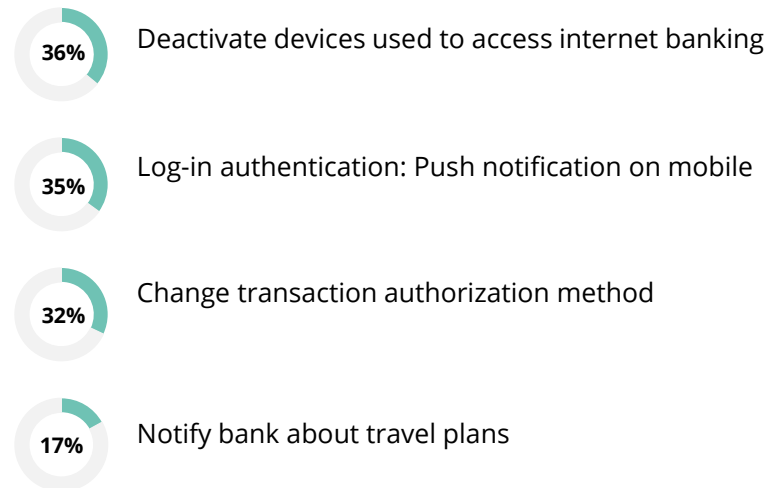 36% Deactivate devices used to access internet banking
35% Log-in authentication: Push notification on mobile
32% Change transaction authorization method
17% Notify bank about travel plans